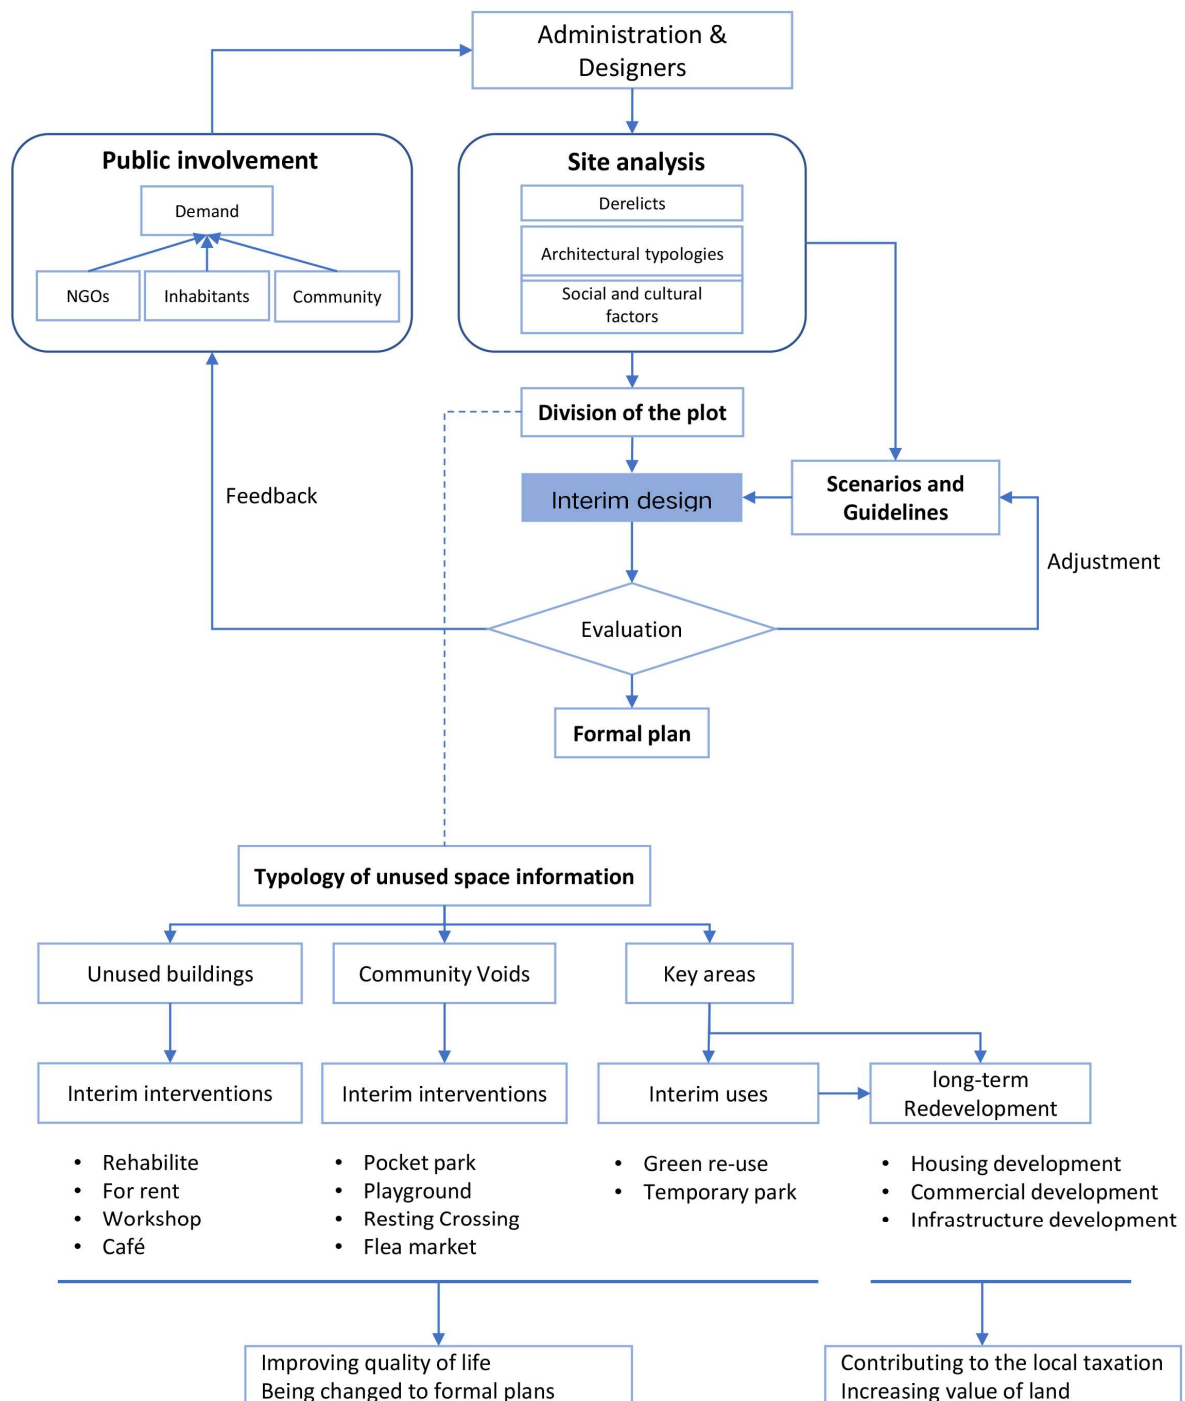 Administration &
Designers
Public involvement
Demand
NGOs
Inhabitants
Community
Site analysis
Derelicts
Architectural typologies
Social and cultural
factors
Division of the plot
Interim design
Scenarios and
Guidelines
Feedback
Adjustment
Evaluation
Formal plan
Typology of unused space information
Unused buildings
Community Voids
Key areas
Interim interventions
Interim interventions
Interim uses
long-term
Redevelopment
• Rehabilite
• For rent
• Workshop
• Café
• Pocket park
• Playground
• Resting Crossing
• Flea market
• Green re-use
• Temporary park
• Housing development
• Commercial development
• Infrastructure development
Improving quality of life
Being changed to formal plans
Contributing to the local taxation
Increasing value of land